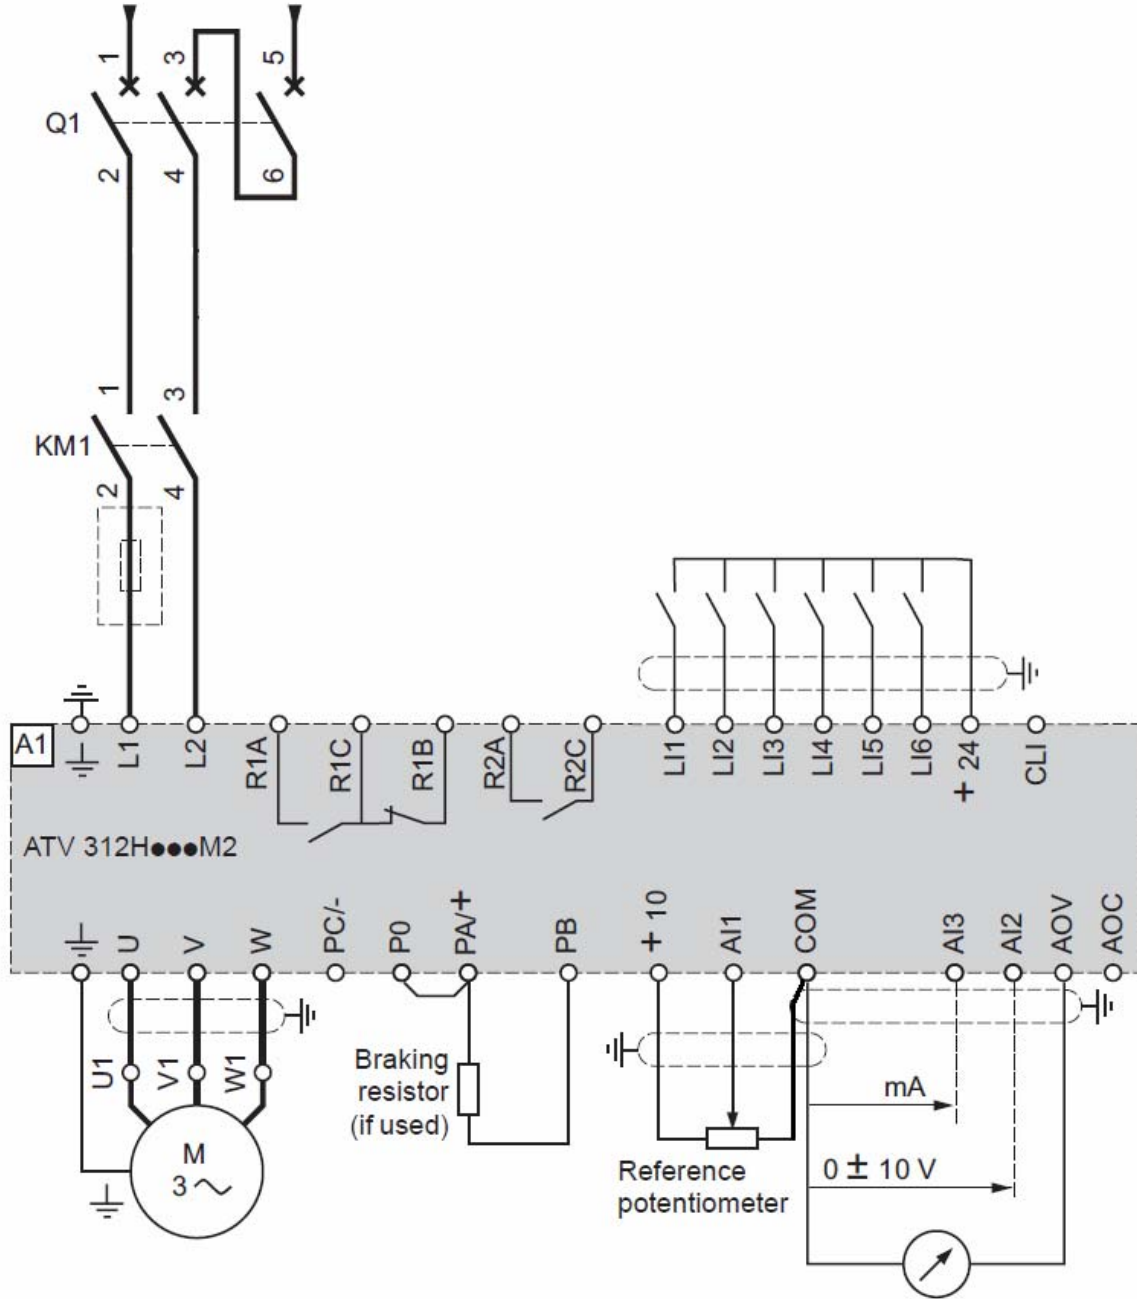 1 3 5
Q1
2 4 6
1 3
KM1
2 4
A1
L1 L2 R1A R1C R1B R2A R2C LI1 LI2 LI3 LI4 LI5 LI6 + 24 CLI
ATV 312H●●●M2
U V W PC/- P0 PA/+ PB + 10 AI1 COM AI3 AI2 AOV AOC
U1 V1 W1
Braking
resistor
(if used)
mA
M
3
Reference
potentiometer
0 ± 10 V